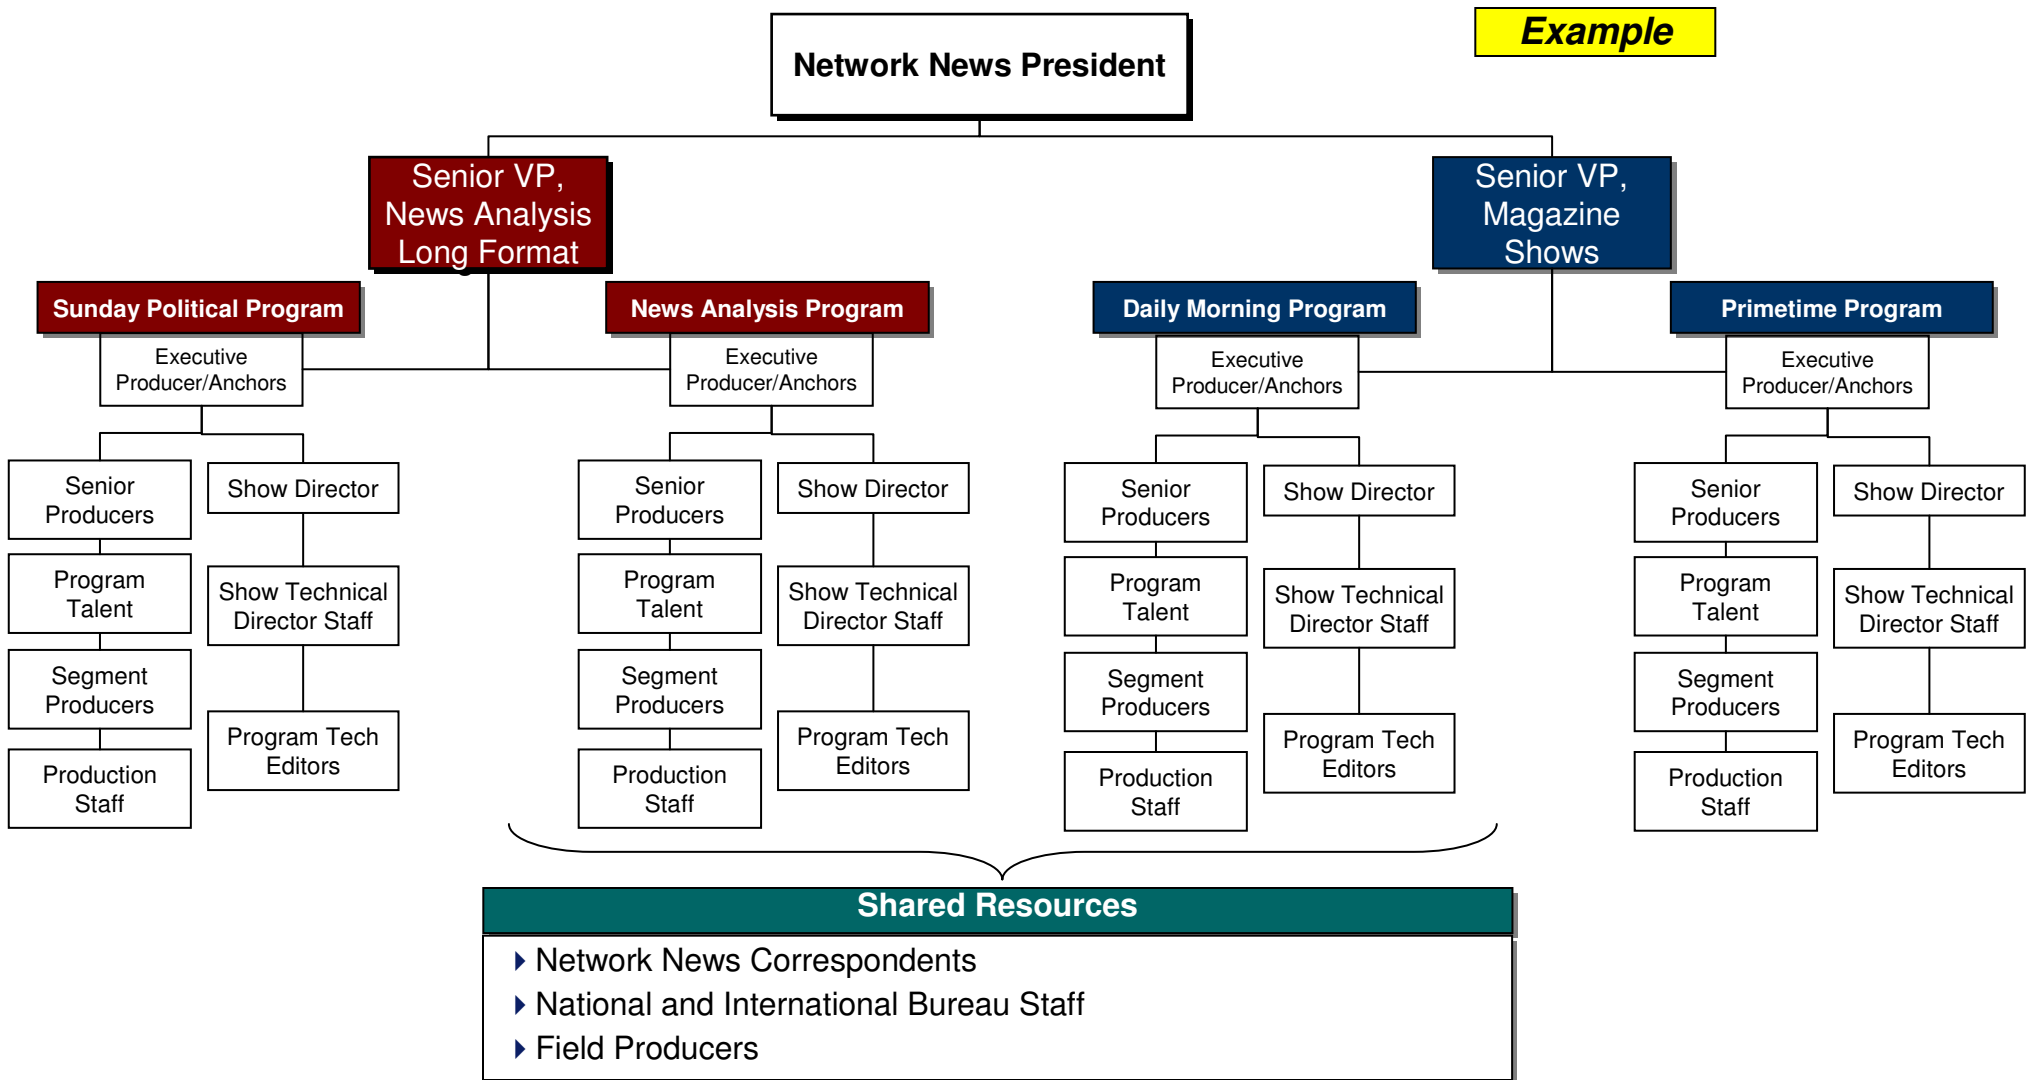 Example
Network News President
Senior VP,
News Analysis
Long Format
Senior VP,
Magazine
Shows
Sunday Political Program
Executive
Producer/Anchors
Senior
Producers
Program
Talent
Segment
Producers
Production
Staff
Show Director
Show Technical
Director Staff
Program Tech
Editors
News Analysis Program
Executive
Producer/Anchors
Senior
Producers
Program
Talent
Segment
Producers
Production
Staff
Show Director
Show Technical
Director Staff
Program Tech
Editors
Daily Morning Program
Executive
Producer/Anchors
Senior
Producers
Program
Talent
Segment
Producers
Production
Staff
Show Director
Show Technical
Director Staff
Program Tech
Editors
Primetime Program
Executive
Producer/Anchors
Senior
Producers
Program
Talent
Segment
Producers
Production
Staff
Show Director
Show Technical
Director Staff
Program Tech
Editors
Shared Resources
Network News Correspondents
National and International Bureau Staff
Field Producers